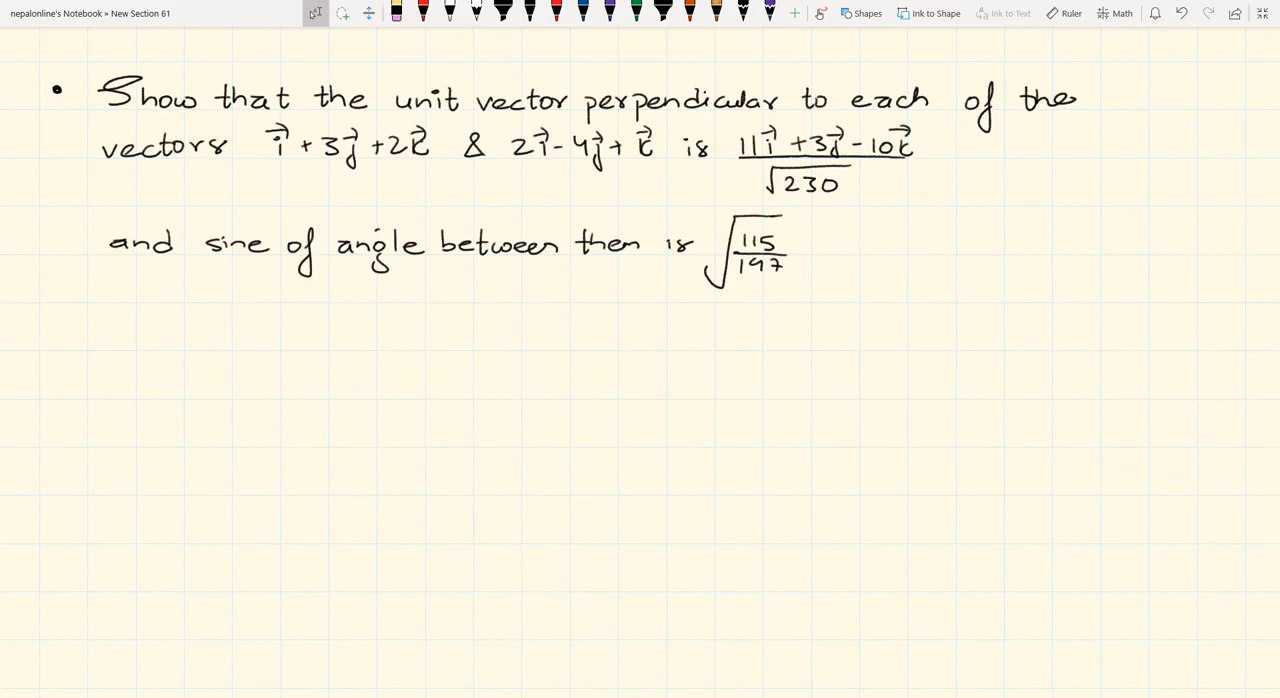 nepalonline's Notebook » New Section 61
Shapes Ink to Shape Ink to Text Ruler Math
• Show that the unit vector perpendicular to each of the
vectors i⃗ + 3j⃗ + 2k⃗ & 2i⃗ - 4j⃗ + k⃗ is (11i⃗ + 3j⃗ - 10k⃗)/√230
and sine of angle between then is √(115/147)